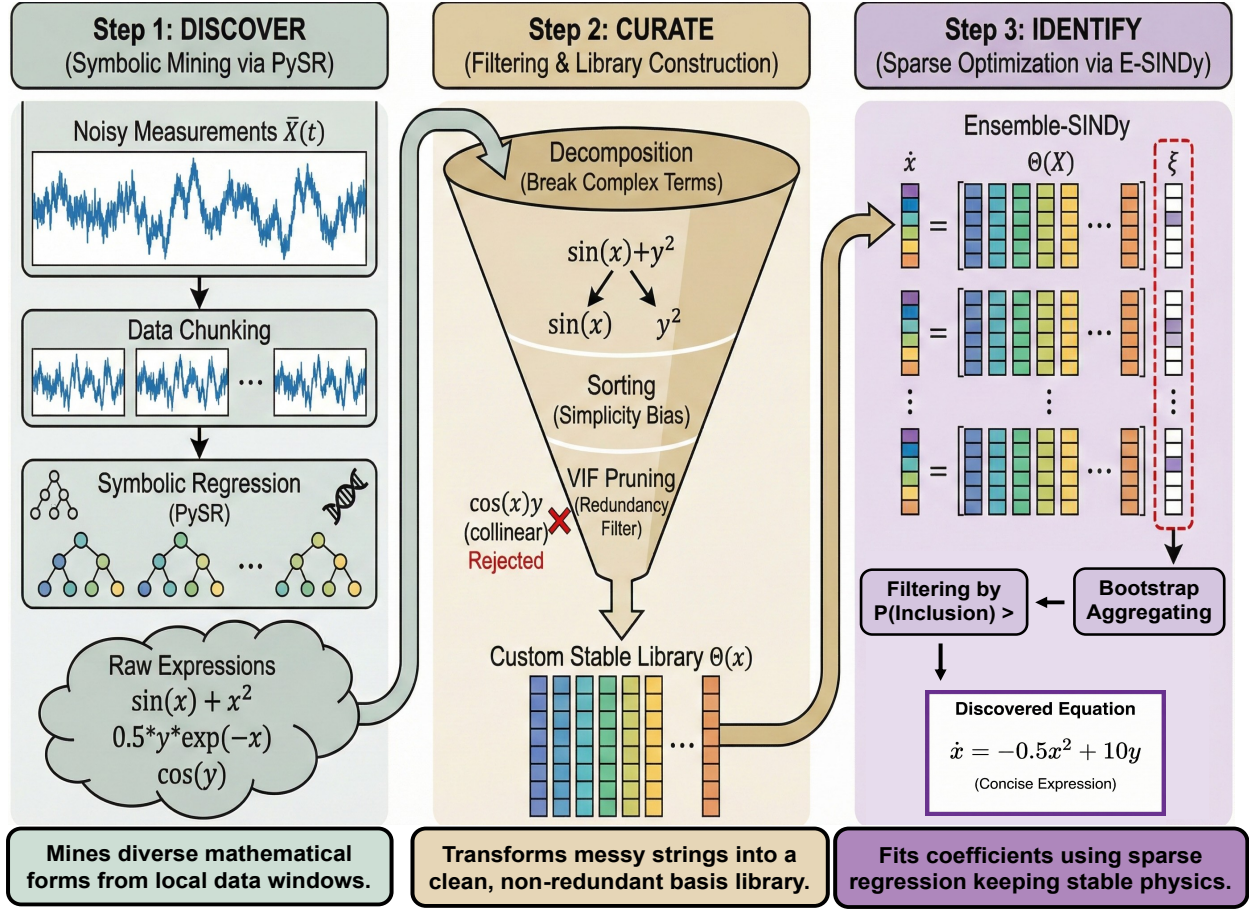 Step 1: DISCOVER
(Symbolic Mining via PySR)
Noisy Measurements X̄(t)
Data Chunking
...
Symbolic Regression
(PySR)
...
Raw Expressions
sin(x) + x²
0.5*y*exp(−x)
cos(y)
Mines diverse mathematical
forms from local data windows.
Step 2: CURATE
(Filtering & Library Construction)
Decomposition
(Break Complex Terms)
sin(x)+y²
sin(x) y²
Sorting
(Simplicity Bias)
VIF Pruning
(Redundancy
Filter)
cos(x)y
(collinear)
Rejected
Custom Stable Library Θ(x)
...
Transforms messy strings into a
clean, non-redundant basis library.
Step 3: IDENTIFY
(Sparse Optimization via E-SINDy)
Ensemble-SINDy
ẋ Θ(X) ξ
= [ ... ]
= [ ... ]
⋮ ⋮ ⋮
= [ ... ]
Bootstrap
Aggregating
Filtering by
P(Inclusion) >
Discovered Equation
ẋ = −0.5x² + 10y
(Concise Expression)
Fits coefficients using sparse
regression keeping stable physics.